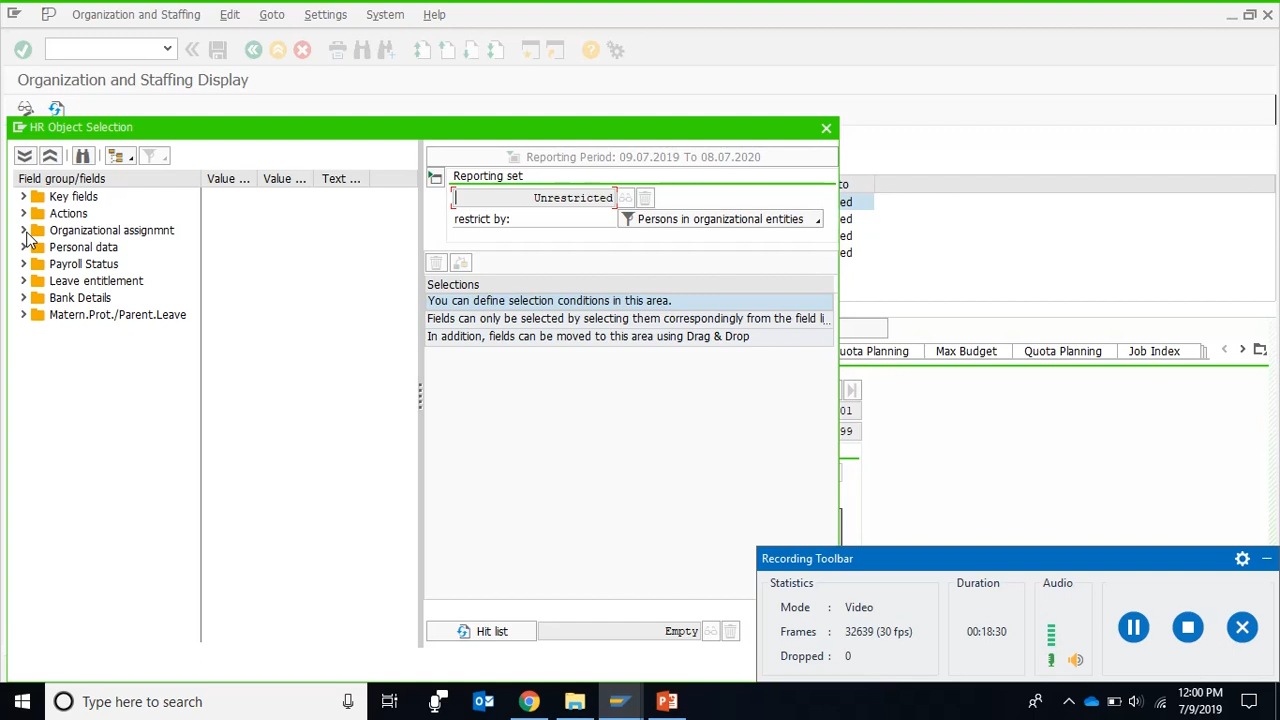 Organization and Staffing Edit Goto Settings System Help
Organization and Staffing Display
HR Object Selection
Field group/fields Value ... Value ... Text ...
Key fields
Actions
Organizational assignmnt
Personal data
Payroll Status
Leave entitlement
Bank Details
Matern.Prot./Parent.Leave
Reporting Period: 09.07.2019 To 08.07.2020
Reporting set
Unrestricted
restrict by: Persons in organizational entities
Selections
You can define selection conditions in this area.
Fields can only be selected by selecting them correspondingly from the field li...
In addition, fields can be moved to this area using Drag & Drop
Hit list Empty
to
ed
ed
ed
ed
uota Planning Max Budget Quota Planning Job Index
01
99
Recording Toolbar
Statistics Duration Audio
Mode : Video
Frames : 32639 (30 fps) 00:18:30
Dropped : 0
Type here to search
12:00 PM
7/9/2019